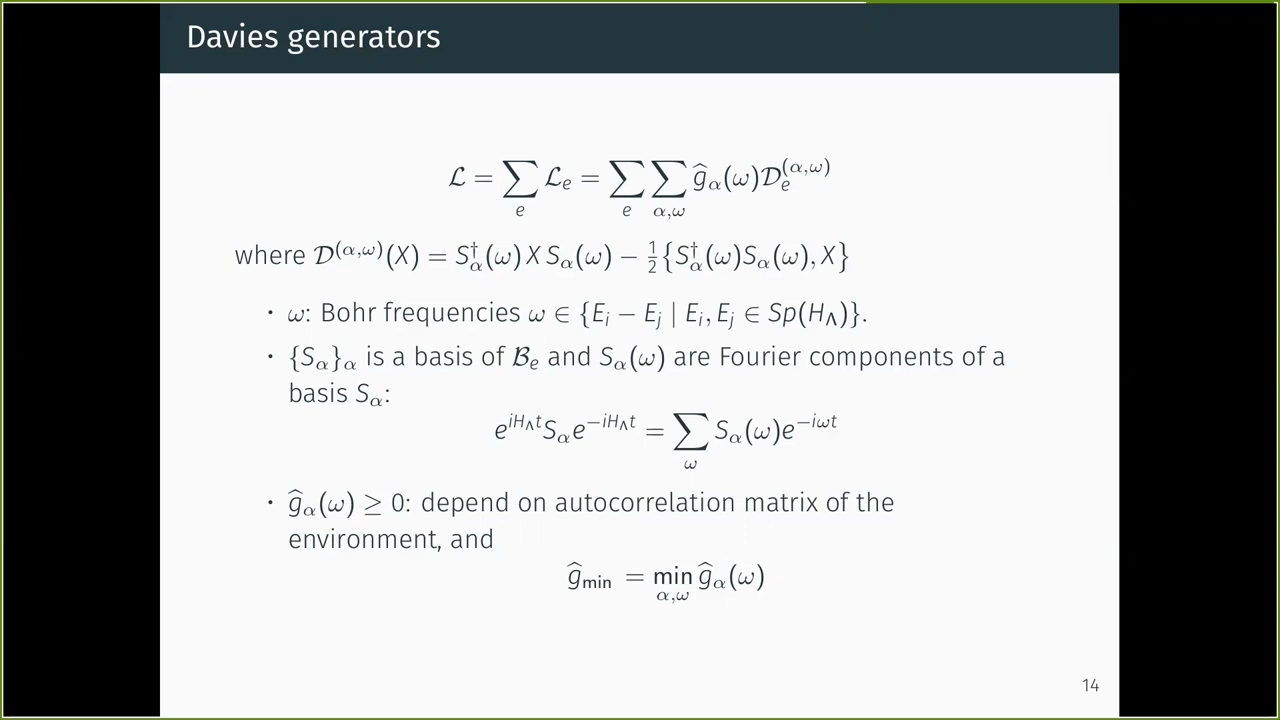 Davies generators
ℒ = ∑_e ℒ_e = ∑_e ∑_{α,ω} ĝ_α(ω)𝒟_e^{(α,ω)}
where 𝒟^{(α,ω)}(X) = S_α^†(ω) X S_α(ω) − ½{S_α^†(ω)S_α(ω), X}
· ω: Bohr frequencies ω ∈ {E_i − E_j | E_i, E_j ∈ Sp(H_Λ)}.
· {S_α}_α is a basis of ℬ_e and S_α(ω) are Fourier components of a
basis S_α:
e^{iH_Λt}S_αe^{−iH_Λt} = ∑_ω S_α(ω)e^{−iωt}
· ĝ_α(ω) ≥ 0: depend on autocorrelation matrix of the
environment, and
ĝ_min = min_{α,ω} ĝ_α(ω)
14